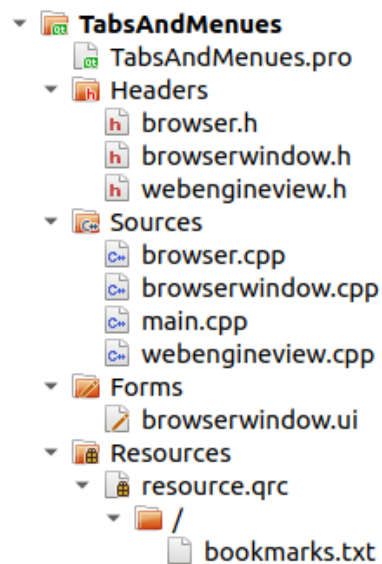 TabsAndMenues
TabsAndMenues.pro
Headers
browser.h
browserwindow.h
webengineview.h
Sources
browser.cpp
browserwindow.cpp
main.cpp
webengineview.cpp
Forms
browserwindow.ui
Resources
resource.qrc
/
bookmarks.txt